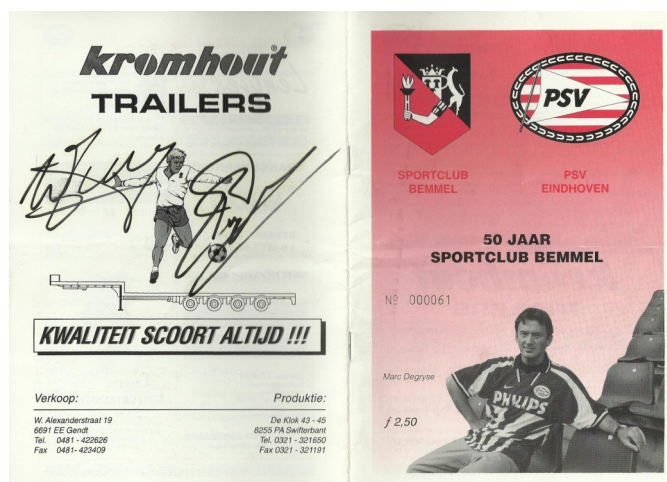 kromhout
TRAILERS
KWALITEIT SCOORT ALTIJD !!!
Verkoop:
W. Alexanderstraat 19
6691 EE Gendt
Tel. 0481 - 422626
Fax 0481- 423409
Produktie:
De Klok 43 - 45
8255 PA Swifterbant
Tel. 0321 - 321650
Fax 0321 - 321191
PSV
SPORTCLUB
BEMMEL
PSV
EINDHOVEN
50 JAAR
SPORTCLUB BEMMEL
Nº 000061
Marc Degryse
ƒ 2,50
PHILIPS